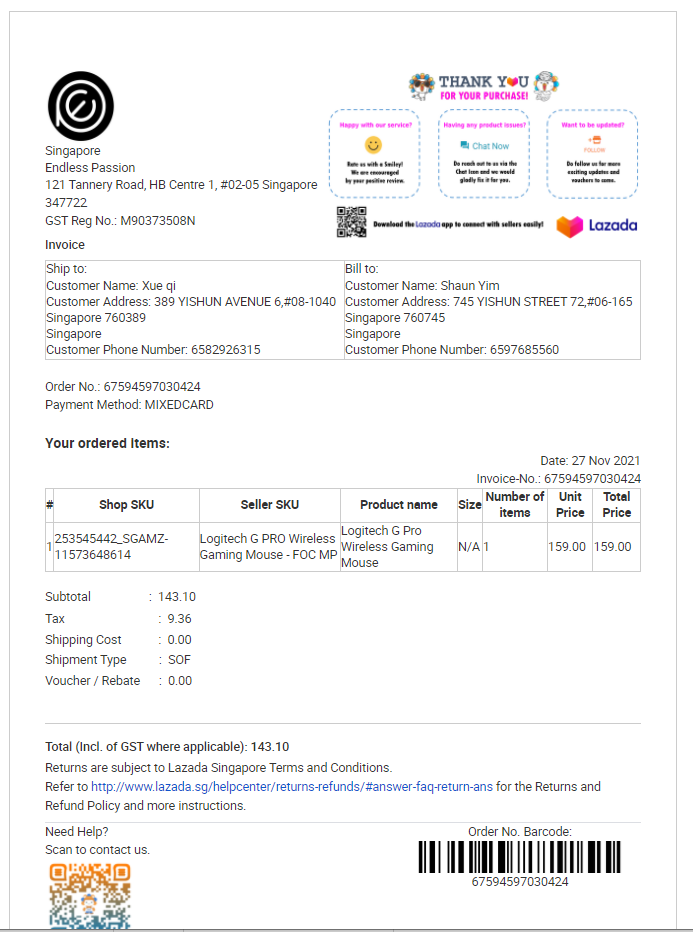 THANK YOU
FOR YOUR PURCHASE!
Happy with our service?
Rate us with a Smiley!
We are encouraged
by your positive review.
Having any product issues?
Chat Now
Do reach out to us via the
Chat Icon and we would
gladly fix it for you.
Want to be updated?
FOLLOW
Do follow us for more
exciting updates and
vouchers to come.
Download the Lazada app to connect with sellers easily!
Lazada
Singapore
Endless Passion
121 Tannery Road, HB Centre 1, #02-05 Singapore
347722
GST Reg No.: M90373508N
Invoice
Ship to:
Customer Name: Xue qi
Customer Address: 389 YISHUN AVENUE 6,#08-1040
Singapore 760389
Singapore
Customer Phone Number: 6582926315
Bill to:
Customer Name: Shaun Yim
Customer Address: 745 YISHUN STREET 72,#06-165
Singapore 760745
Singapore
Customer Phone Number: 6597685560
Order No.: 67594597030424
Payment Method: MIXEDCARD
Your ordered items:
Date: 27 Nov 2021
Invoice-No.: 67594597030424
# Shop SKU Seller SKU Product name Size Number of items Unit Price Total Price
1 253545442_SGAMZ-11573648614 Logitech G PRO Wireless Gaming Mouse - FOC MP Logitech G Pro Wireless Gaming Mouse N/A 1 159.00 159.00
Subtotal : 143.10
Tax : 9.36
Shipping Cost : 0.00
Shipment Type : SOF
Voucher / Rebate : 0.00
Total (Incl. of GST where applicable): 143.10
Returns are subject to Lazada Singapore Terms and Conditions.
Refer to http://www.lazada.sg/helpcenter/returns-refunds/#answer-faq-return-ans for the Returns and
Refund Policy and more instructions.
Need Help?
Scan to contact us.
Order No. Barcode:
67594597030424